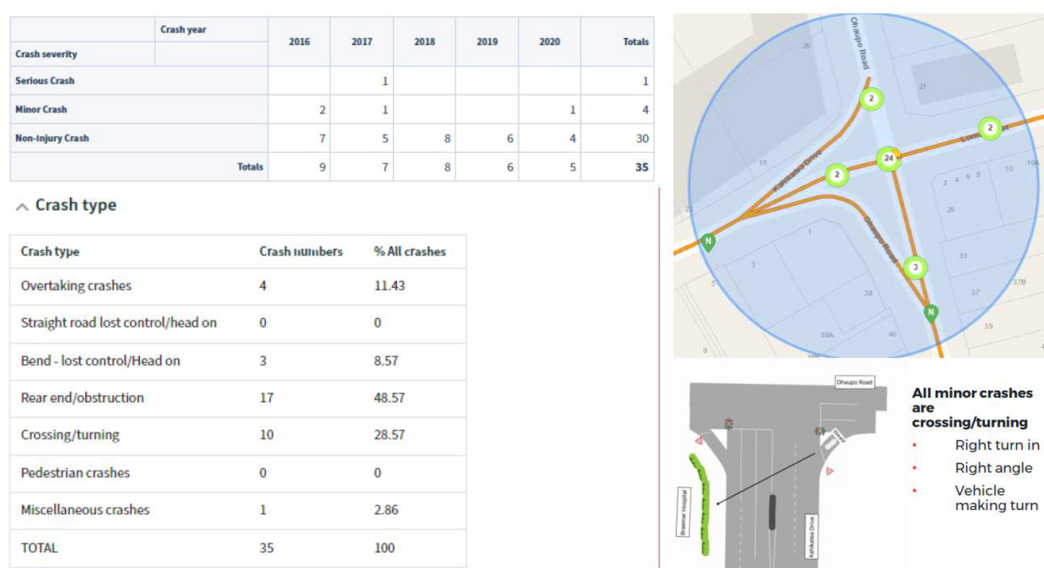 Crash year
2016 2017 2018 2019 2020 Totals
Crash severity
Serious Crash 1 1
Minor Crash 2 1 1 4
Non-Injury Crash 7 5 8 6 4 30
Totals 9 7 8 6 5 35
Crash type
Crash type Crash numbers % All crashes
Overtaking crashes 4 11.43
Straight road lost control/head on 0 0
Bend - lost control/Head on 3 8.57
Rear end/obstruction 17 48.57
Crossing/turning 10 28.57
Pedestrian crashes 0 0
Miscellaneous crashes 1 2.86
TOTAL 35 100
Ohaupo Road
26
21
2
2
24
18
Kahikatea Drive
2
2 4 6 8
10
10A
29
1
N
3
5
Ohaupo Road
33
3
37
37B
38
N
38A
40
39
9
Ohaupo Road
Braemar Hospital
Kahikatea Drive
All minor crashes
are
crossing/turning
• Right turn in
• Right angle
• Vehicle
making turn